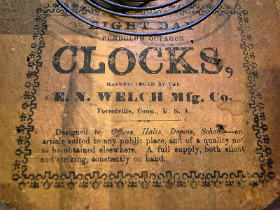 EIGHT DAY
PENDULUM OCTAGON
CLOCKS,
MANUFACTURED BY THE
E. N. WELCH Mfg. Co.
Forestville, Conn., U. S. A.
Designed to Offices, Halls, Depots, Schools—an
article suited to any public place, and of a quality not
to be obtained elsewhere. A full supply, both silent
and striking, constantly on hand.